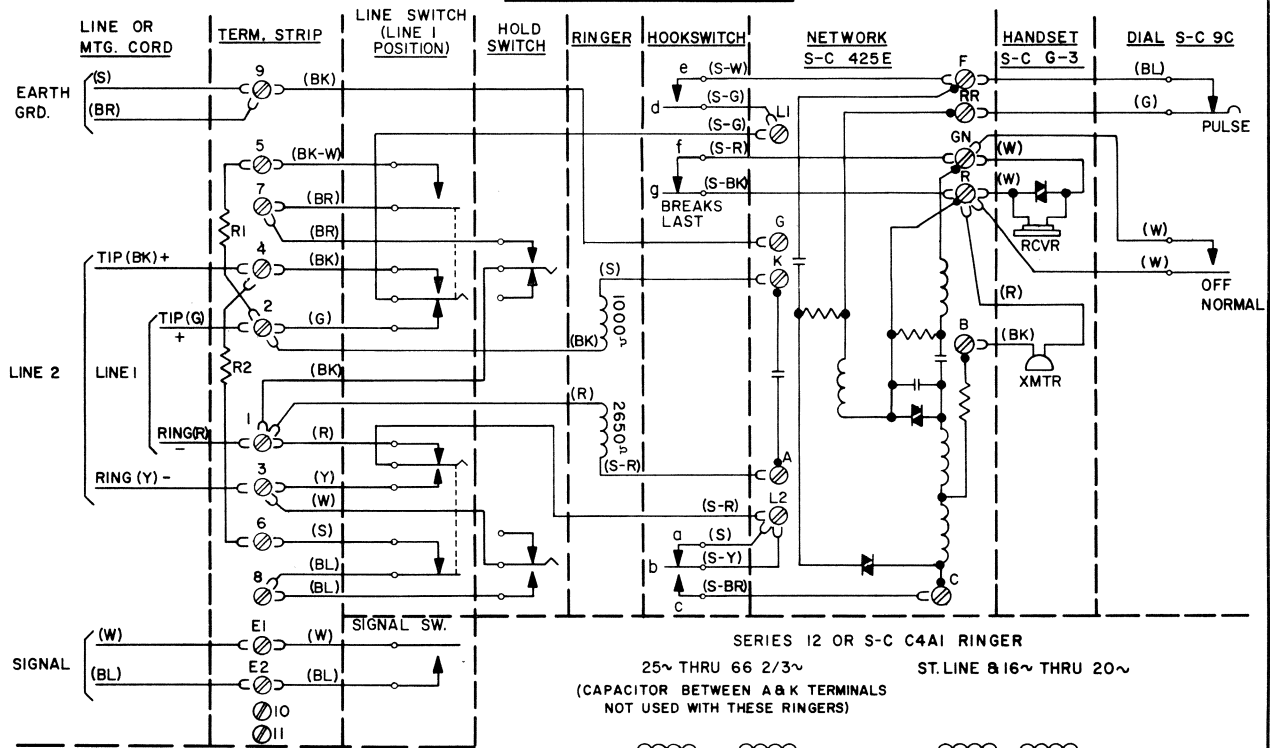 LINE OR
MTG. CORD
TERM. STRIP
LINE SWITCH
(LINE 1
POSITION)
HOLD
SWITCH
RINGER
HOOKSWITCH
NETWORK
S-C 425E
HANDSET
S-C G-3
DIAL S-C 9C
EARTH
GRD.
(S)
(BR)
9
(BK)
e
(S-W)
d
(S-G)
L1
(S-G)
F
RR
(BL)
(G)
PULSE
5
(BK-W)
7
(BR)
(BR)
R1
f
(S-R)
g
(S-BK)
BREAKS
LAST
GN
(W)
R
(W)
RCVR
(W)
(W)
OFF
NORMAL
TIP (BK) +
4
(BK)
G
K
(S)
1000Ω
(BK)
TIP (G)
+
2
(G)
(R)
B
(BK)
XMTR
LINE 2
LINE 1
R2
(BK)
(R)
2650Ω
(S-R)
A
RING(R)
-
1
(R)
RING (Y) -
3
(Y)
(W)
(S-R)
L2
6
(S)
a
(S)
b
(S-Y)
c
(S-BR)
C
8
(BL)
(BL)
SIGNAL
(W)
(BL)
E1
(W)
E2
(BL)
10
11
SIGNAL SW.
SERIES 12 OR S-C C4A1 RINGER
25~ THRU 66 2/3~
ST. LINE & 16~ THRU 20~
(CAPACITOR BETWEEN A & K TERMINALS
NOT USED WITH THESE RINGERS)